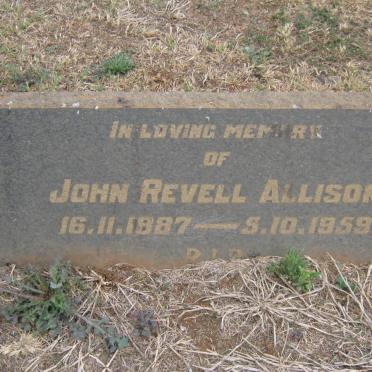 IN LOVING MEMORY
OF
JOHN REVELL ALLISON
16.11.1887 — 5.10.1959
R.I.P.